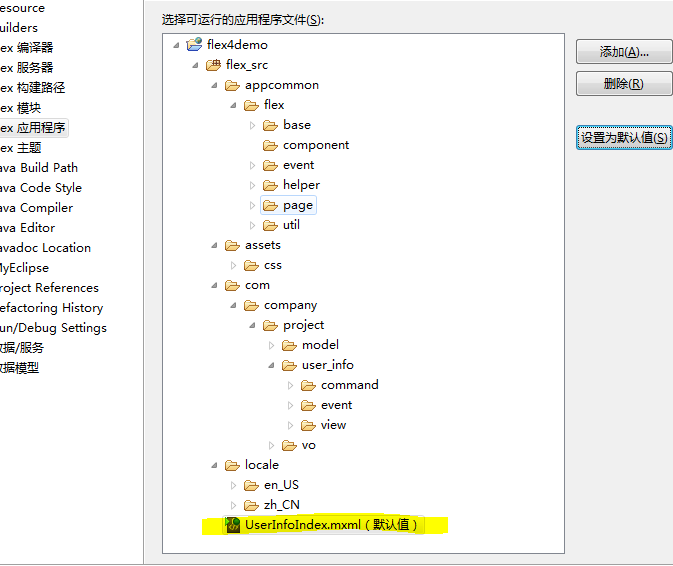 esource
uilders
ex 编译器
ex 服务器
ex 构建路径
ex 模块
ex 应用程序
ex 主题
ava Build Path
ava Code Style
ava Compiler
ava Editor
avadoc Location
MyEclipse
roject References
efactoring History
un/Debug Settings
数据/服务
数据模型
选择可运行的应用程序文件(S):
flex4demo
flex_src
appcommon
flex
base
component
event
helper
page
util
assets
css
com
company
project
model
user_info
command
event
view
vo
locale
en_US
zh_CN
UserInfoIndex.mxml（默认值）
添加(A)...
删除(R)
设置为默认值(S)